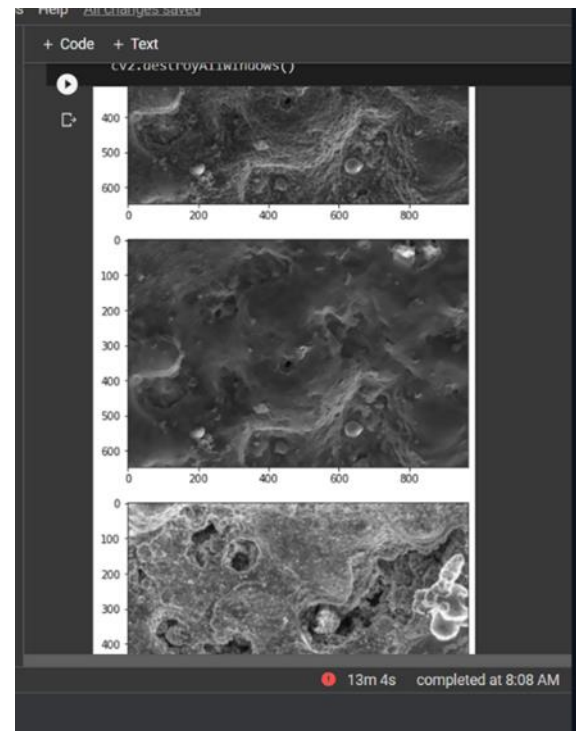 s Help All changes saved
+ Code + Text
cv2.destroyAllWindows()
400
500
600
0 200 400 600 800
0
100
200
300
400
500
600
0 200 400 600 800
0
100
200
300
400
! 13m 4s completed at 8:08 AM